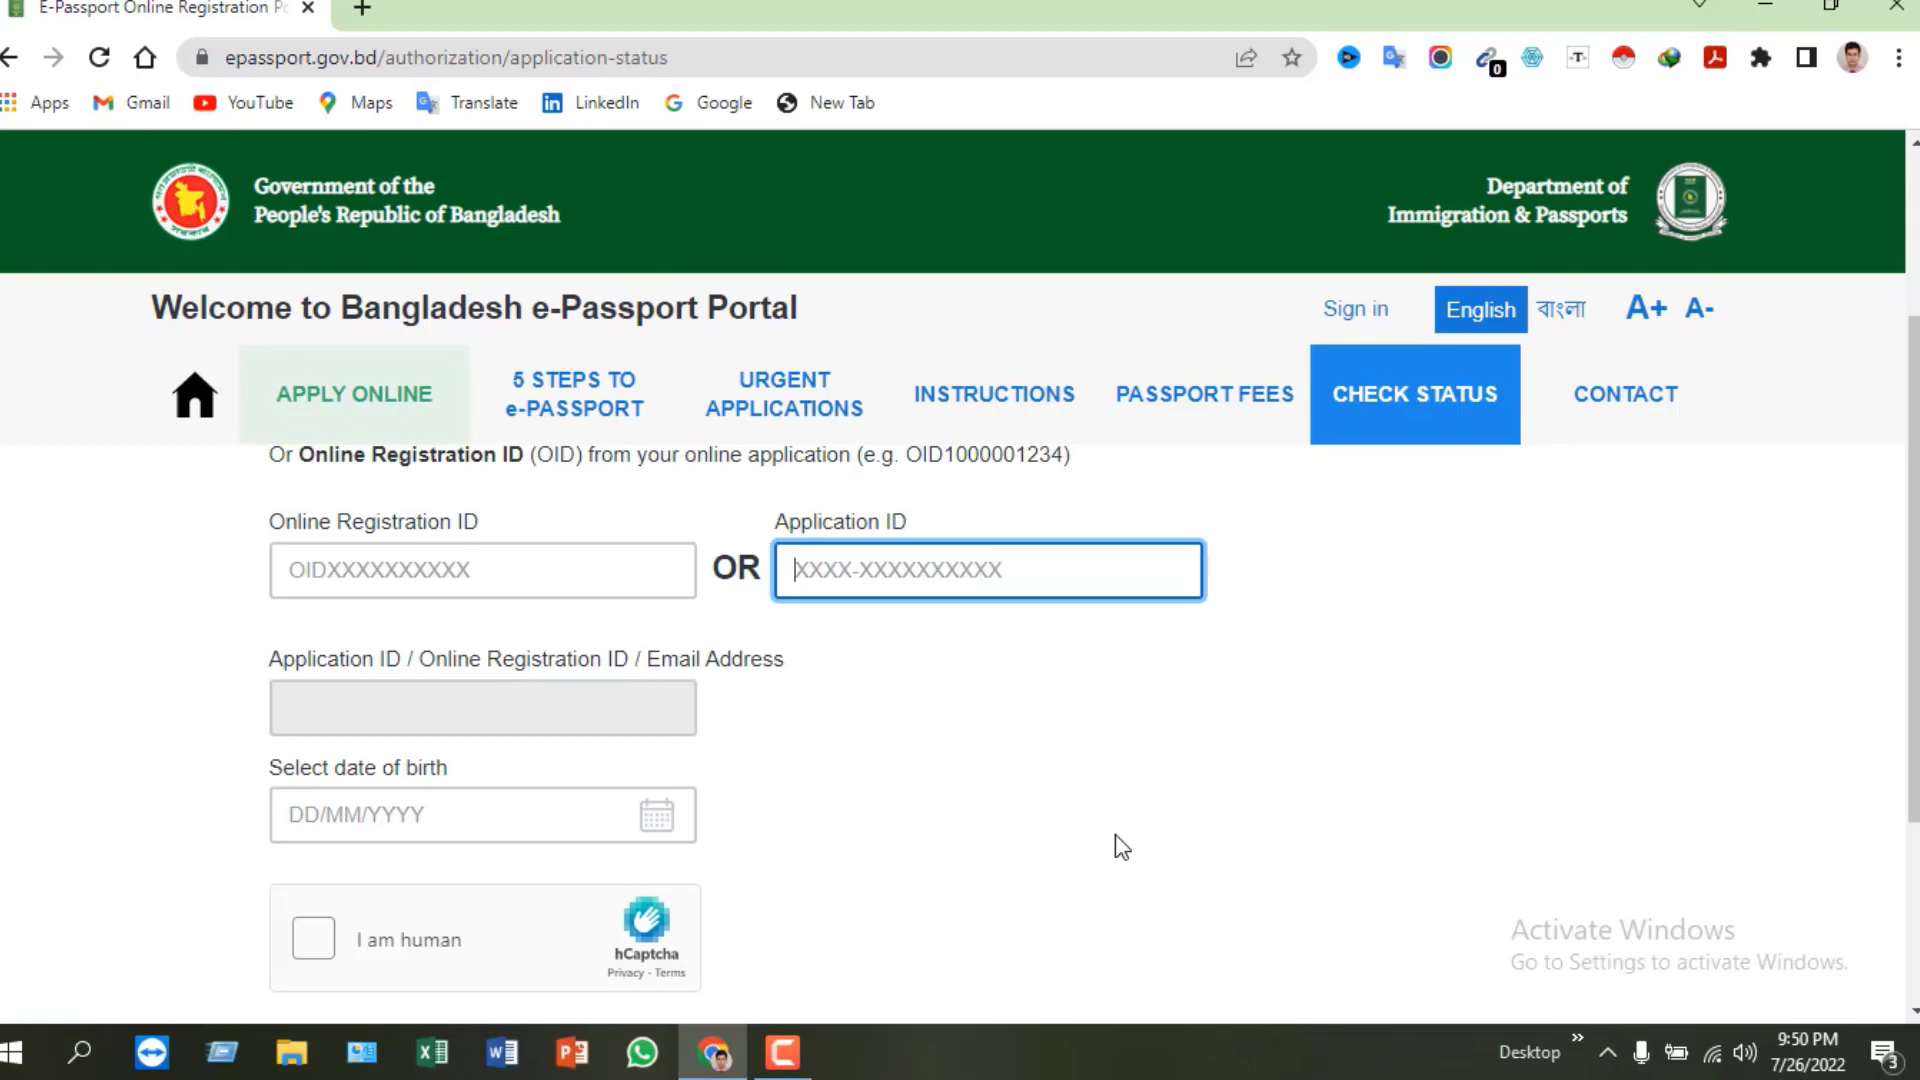 E-Passport Online Registration Po
epassport.gov.bd/authorization/application-status
0
-T-
Apps
Gmail
YouTube
Maps
Translate
LinkedIn
Google
New Tab
Government of the
People's Republic of Bangladesh
Department of
Immigration & Passports
Welcome to Bangladesh e-Passport Portal
Sign in
English
বাংলা
A+
A-
APPLY ONLINE
5 STEPS TO
e-PASSPORT
URGENT
APPLICATIONS
INSTRUCTIONS
PASSPORT FEES
CHECK STATUS
CONTACT
Or Online Registration ID (OID) from your online application (e.g. OID1000001234)
Online Registration ID
Application ID
OIDXXXXXXXXXX
OR
XXXX-XXXXXXXXXX
Application ID / Online Registration ID / Email Address
Select date of birth
DD/MM/YYYY
I am human
hCaptcha
Privacy - Terms
Activate Windows
Go to Settings to activate Windows.
Desktop
9:50 PM
7/26/2022
3